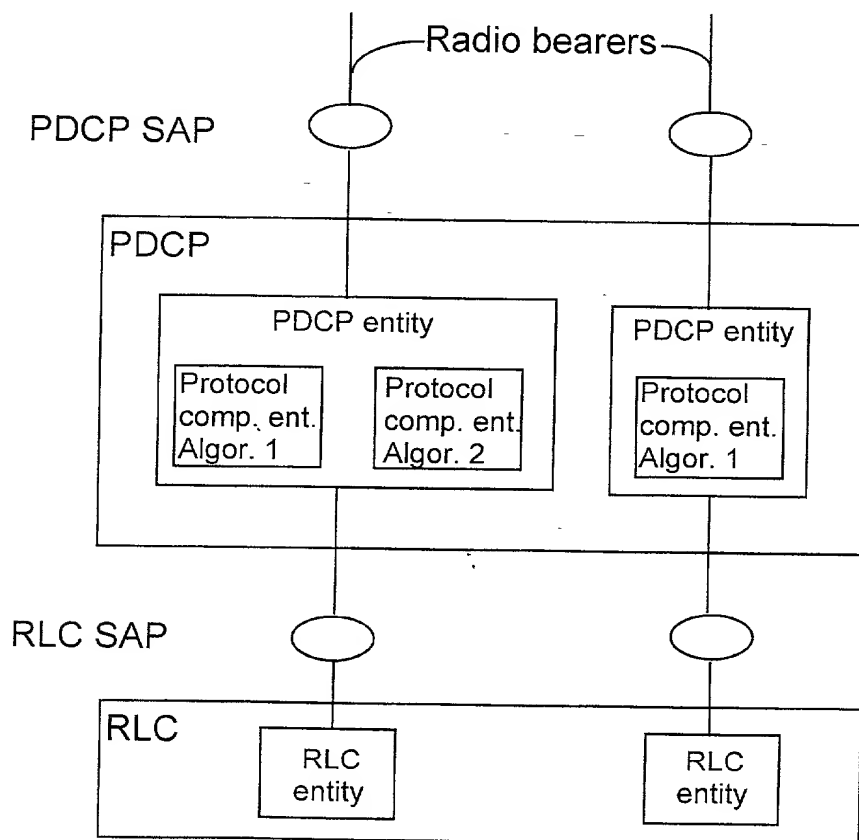 Radio bearers
PDCP SAP
PDCP
PDCP entity
Protocol
comp. ent.
Algor. 1
Protocol
comp. ent.
Algor. 2
PDCP entity
Protocol
comp. ent.
Algor. 1
RLC SAP
RLC
RLC
entity
RLC
entity